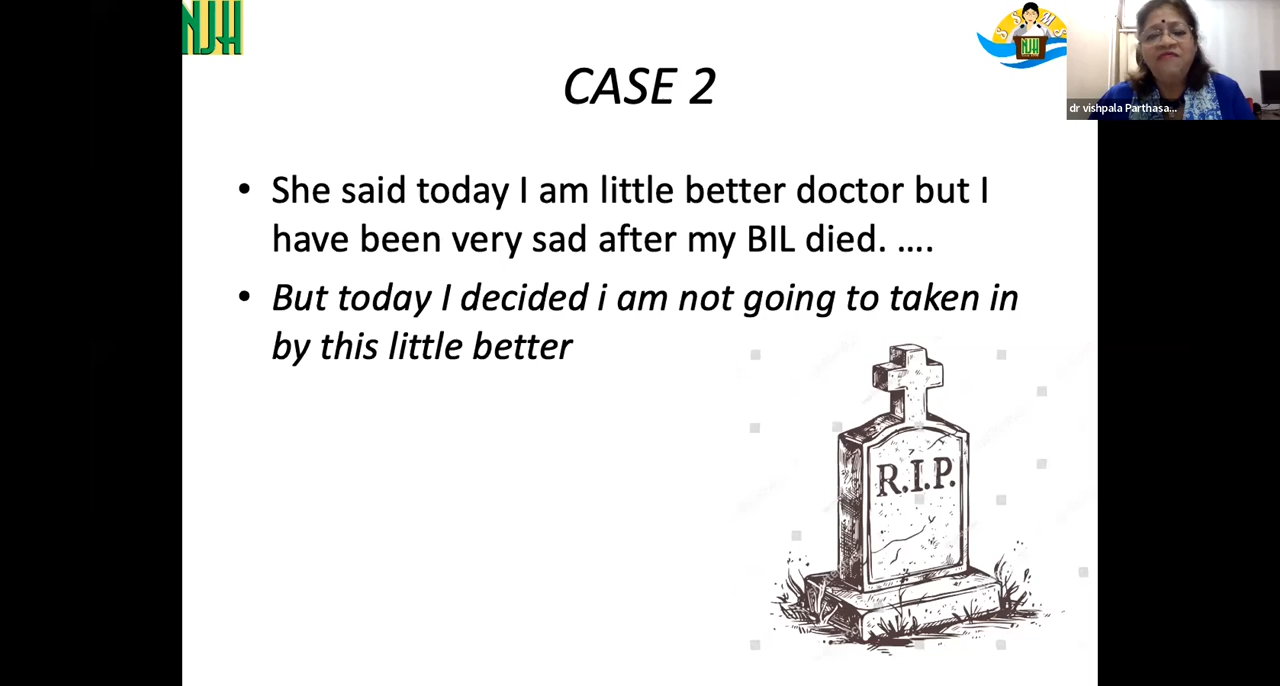 NJH
S S M S
NJH
dr vishpala Parthasa...
CASE 2
• She said today I am little better doctor but I
have been very sad after my BIL died. ....
• But today I decided i am not going to taken in
by this little better
R.I.P.